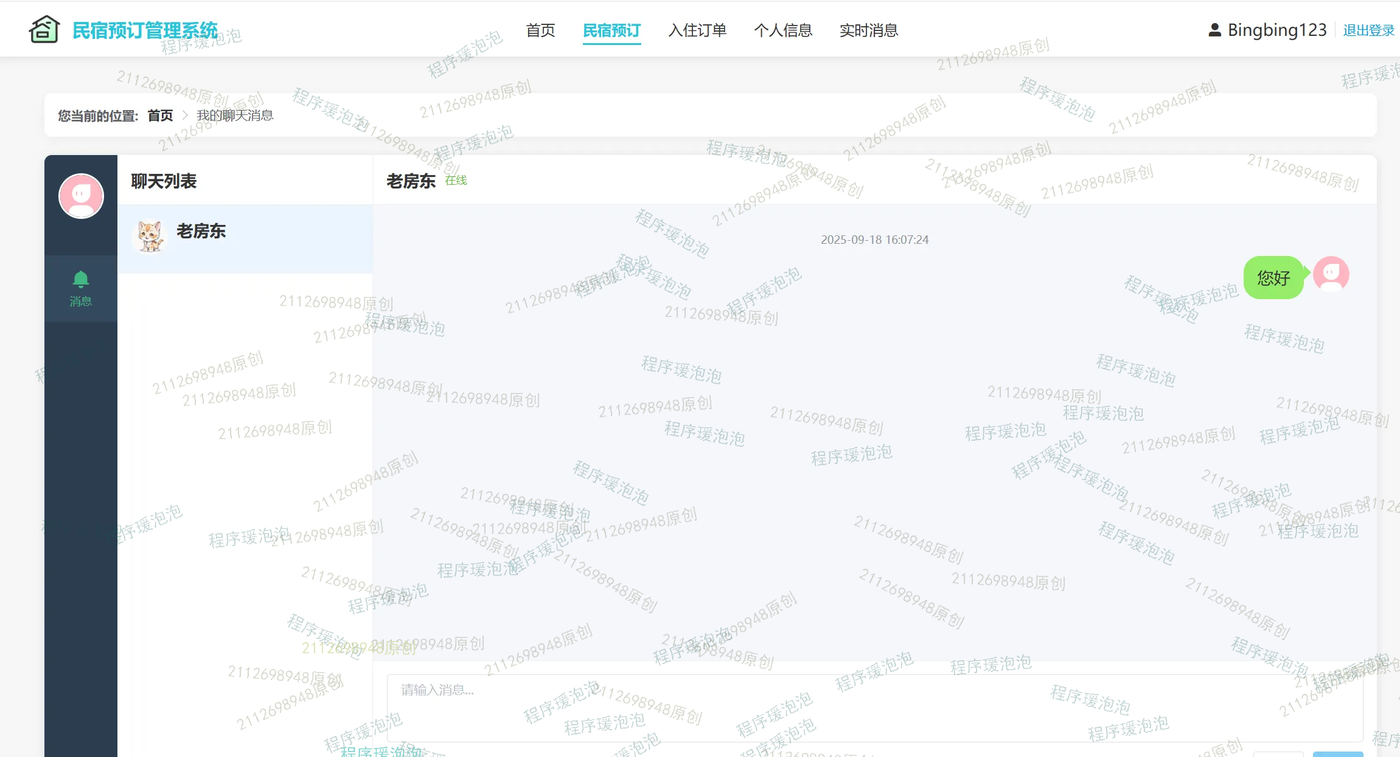 民宿预订管理系统
首页 民宿预订 入住订单 个人信息 实时消息
Bingbing123 退出登录
您当前的位置: 首页 > 我的聊天消息
聊天列表
老房东 在线
老房东
2025-09-18 16:07:24
您好
消息
请输入消息...
程序瑗泡泡
2112698948原创